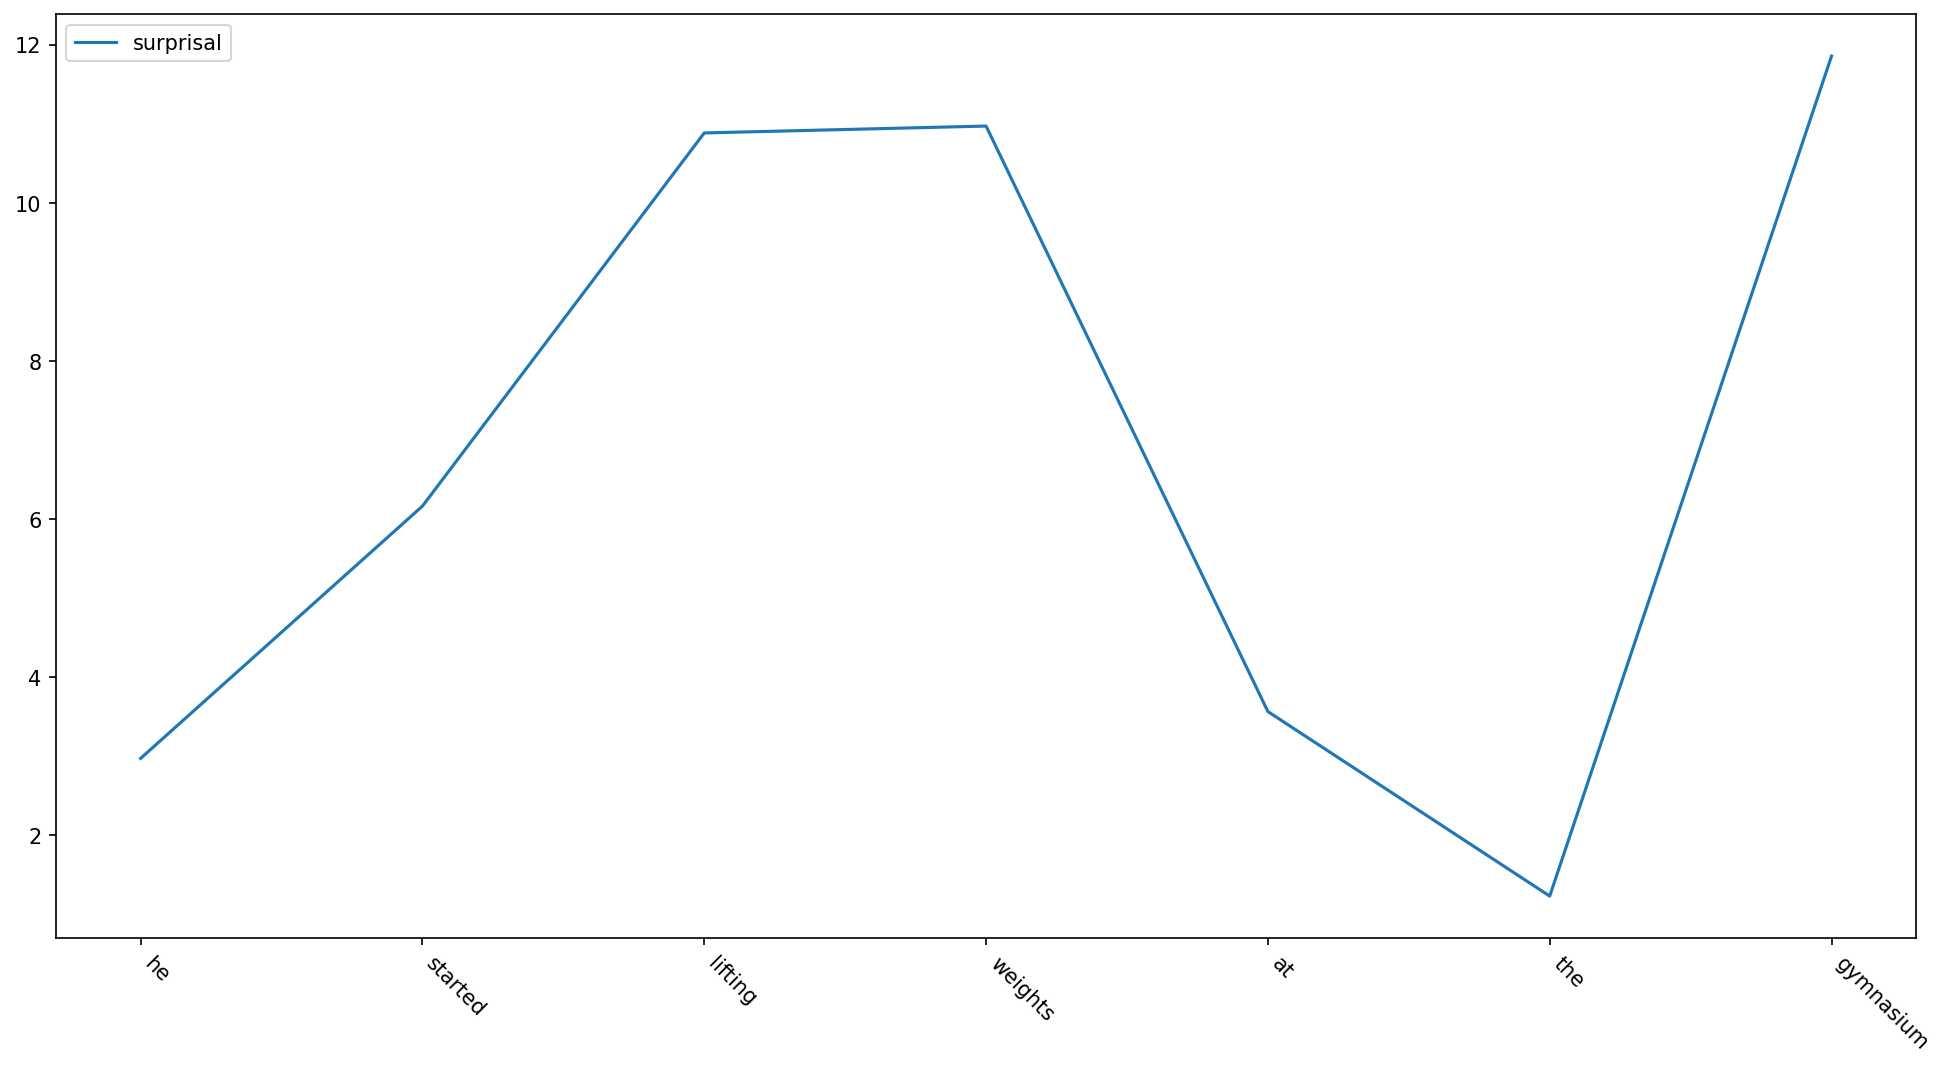 surprisal
12
10
8
6
4
2
he
started
lifting
weights
at
the
gymnasium